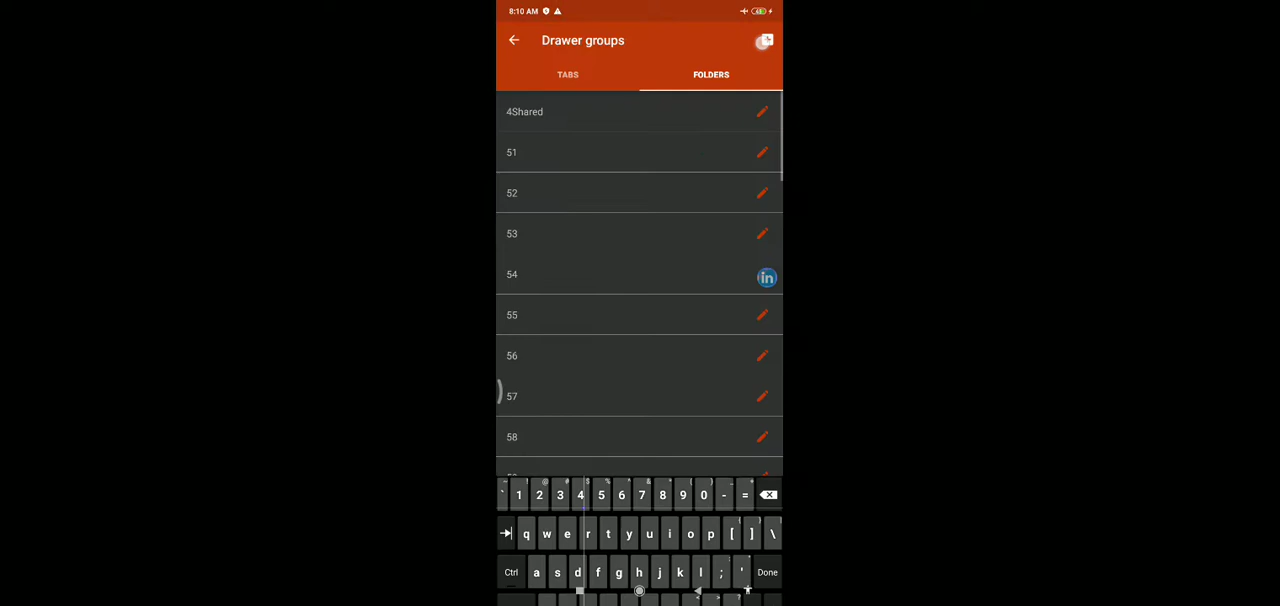 8:10 AM
Drawer groups
TABS FOLDERS
4Shared
51
52
53
54
in
55
56
57
58
` 1 2 3 4 5 6 7 8 9 0 - =
q w e r t y u i o p [ ] \
Ctrl a s d f g h j k l ; ' Done